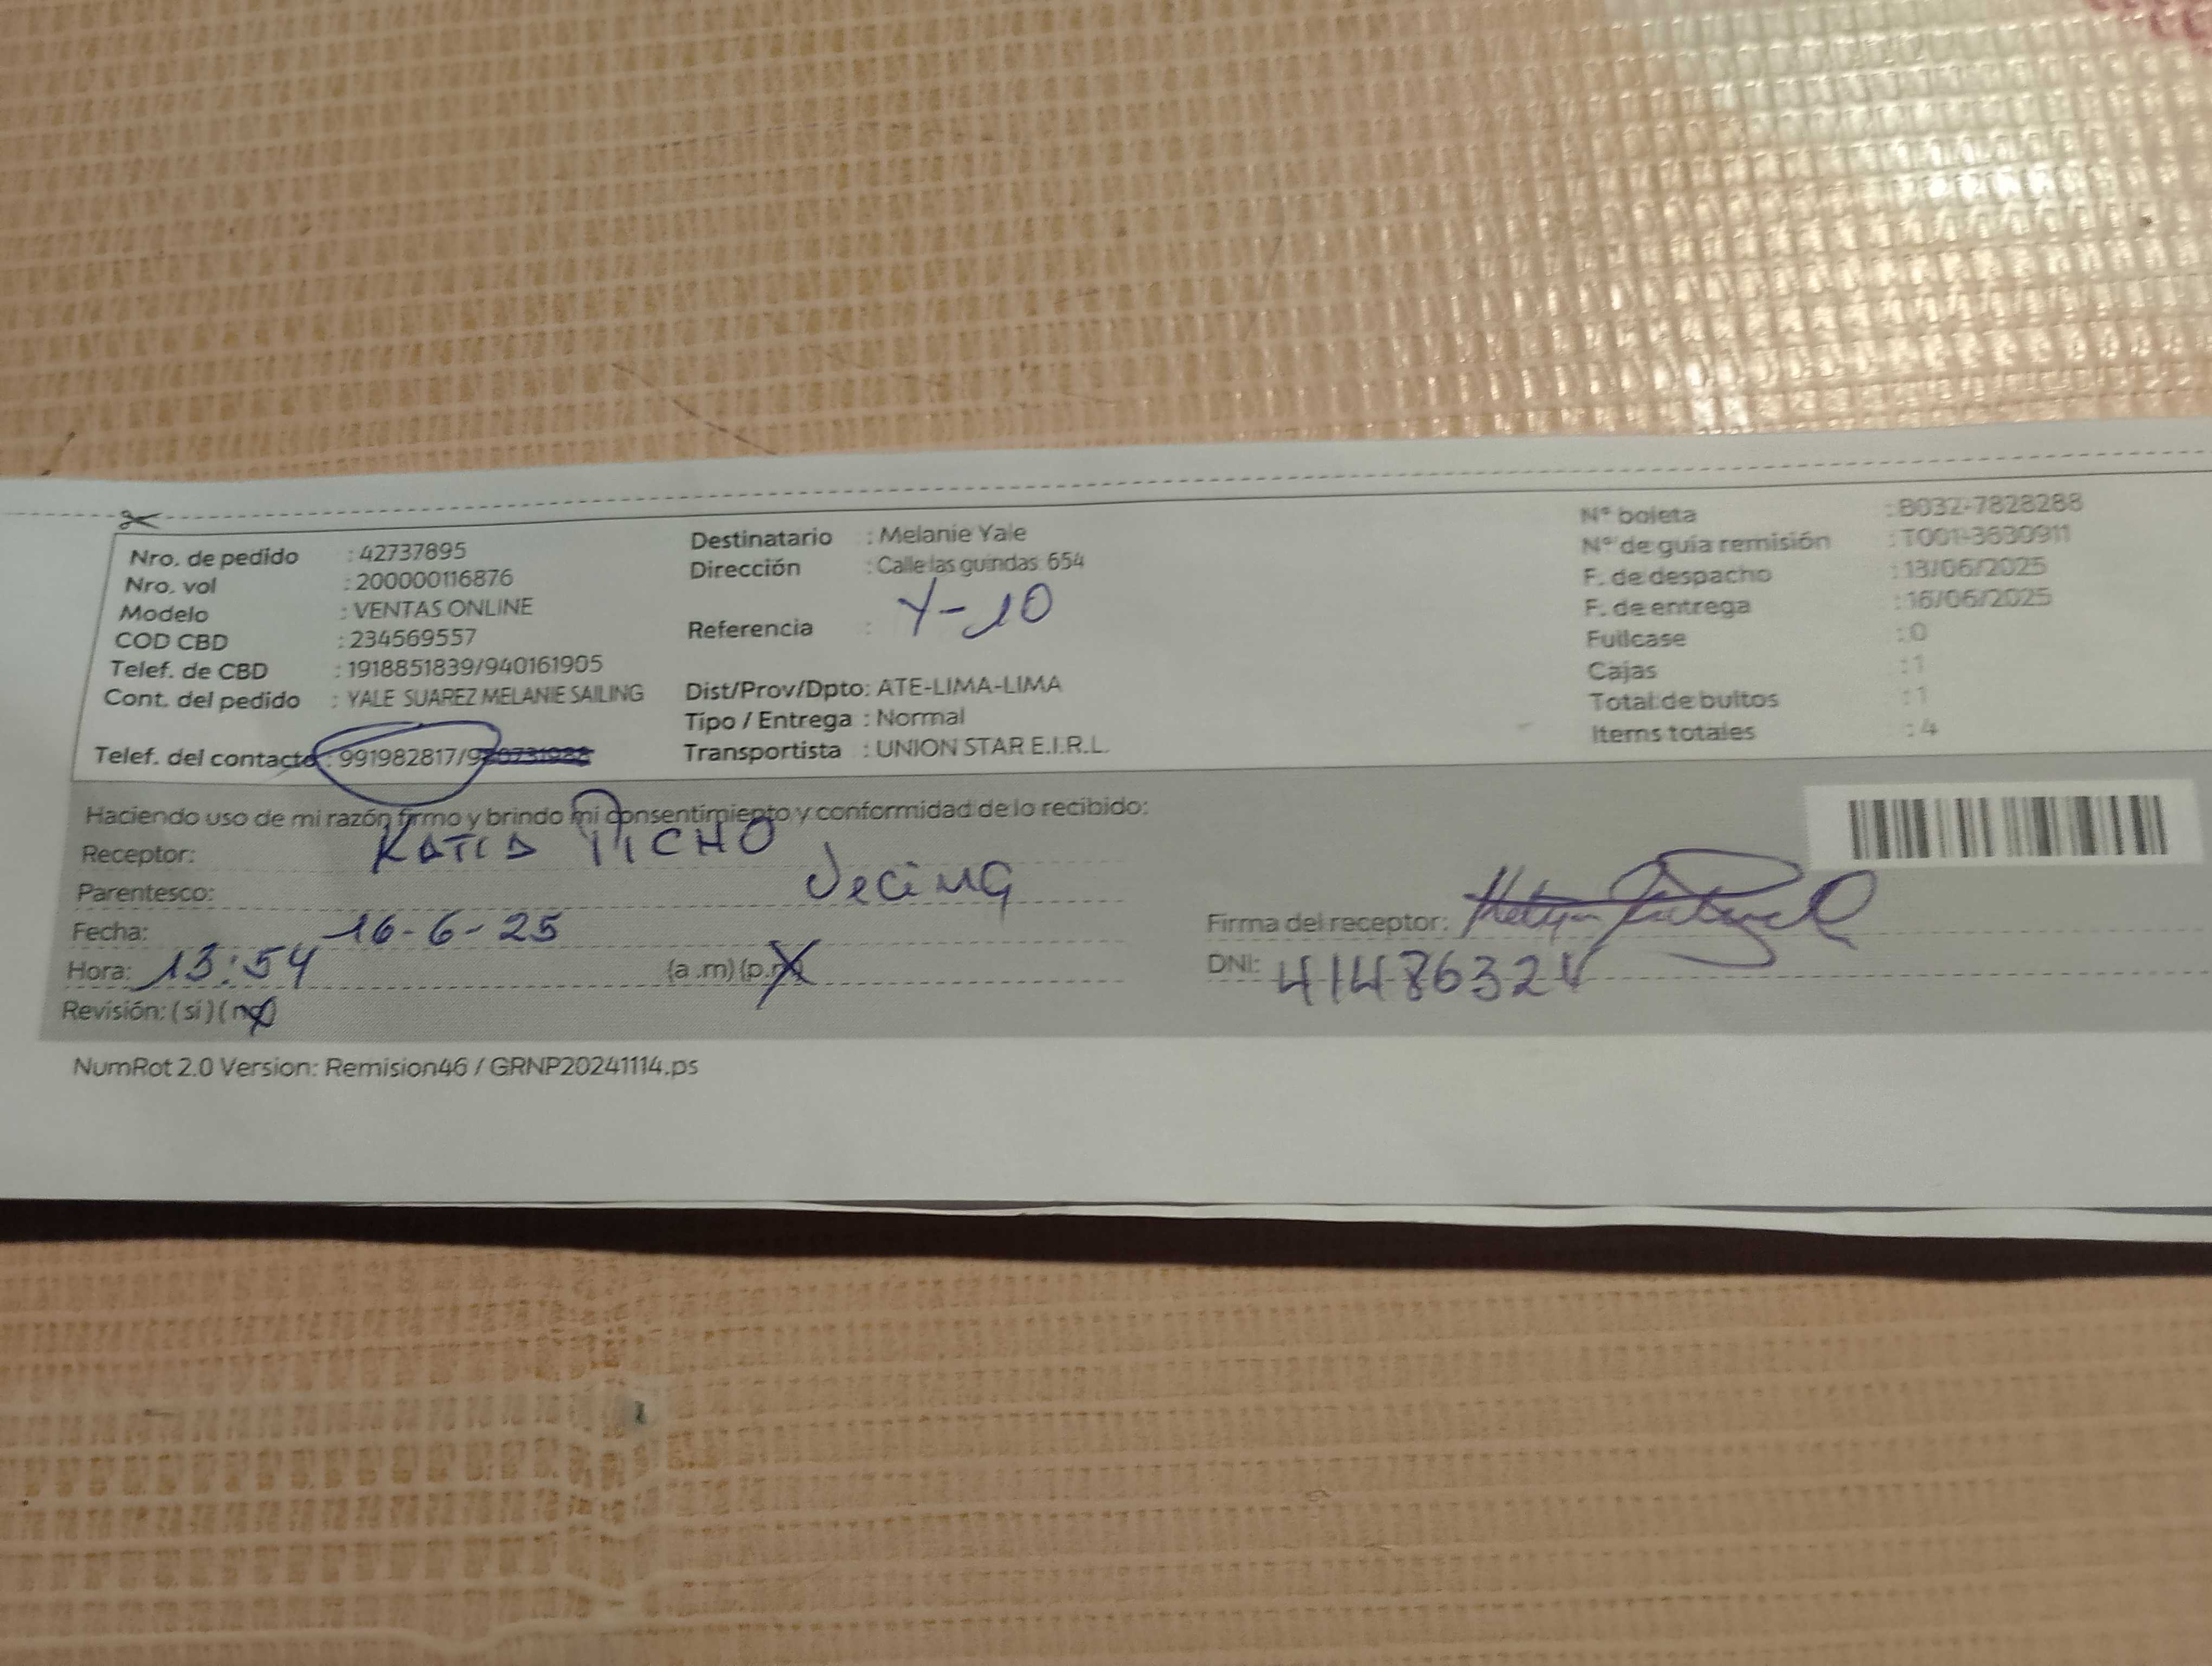 Nro. de pedido : 42737895
Nro. vol : 200000116876
Modelo : VENTAS ONLINE
COD CBD : 234569557
Telef. de CBD : 1918851839/940161905
Cont. del pedido : YALE SUAREZ MELANIE SAILING
Telef. del contacto : 991982817/980731988
Destinatario : Melanie Yale
Dirección : Calle las guindas 654
Referencia : Y-10
Dist/Prov/Dpto: ATE-LIMA-LIMA
Tipo / Entrega : Normal
Transportista : UNION STAR E.I.R.L.
N° boleta : B032-7828288
N° de guía remisión : T001-3630911
F. de despacho : 13/06/2025
F. de entrega : 16/06/2025
Fullcase : 0
Cajas : 1
Total de bultos : 1
Items totales : 4
Haciendo uso de mi razón firmo y brindo mi consentimiento y conformidad de lo recibido:
Receptor: KATIA PICHO
Parentesco: Vecina
Fecha: 16-6-25
Hora: 13:54 (a .m) (p.m)
Revisión: (si) (no)
Firma del receptor:
DNI: 41486324
NumRot 2.0 Version: Remision46 / GRNP20241114.ps